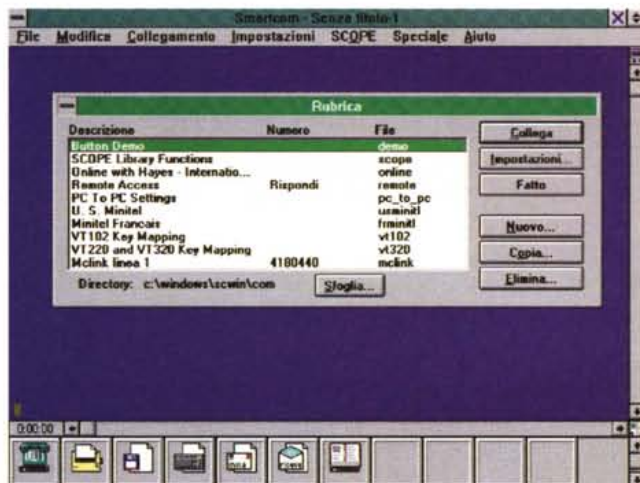 Smartcom - Senza titolo-1
File Modifica Collegamento Impostazioni SCOPE Speciale Aiuto
Rubrica
Descrizione Numero File
Button Demo demo
SCOPE Library Functions scope
Online with Hayes - Internatio... online
Remote Access Rispondi remote
PC To PC Settings pc_to_pc
U. S. Minitel usminitl
Minitel Francais frminitl
VT102 Key Mapping vt102
VT220 and VT320 Key Mapping vt320
Mclink linea 1 4180440 mclink
Collega
Impostazioni...
Fatto
Nuovo...
Copia...
Elimina...
Directory: c:\windows\scwin\com Sfoglia...
0:00:00